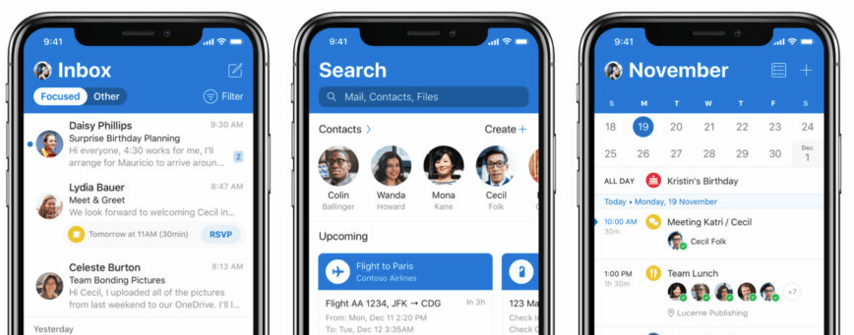 9:41
Inbox
Focused
Other
Filter
Daisy Phillips
9:30 AM
Surprise Birthday Planning
Hi everyone, 4:30 works for me, I'll
arrange for Mauricio to arrive aroun...
2
Lydia Bauer
8:47 AM
Meet & Greet
We look forward to welcoming Cecil in...
Tomorrow at 11AM (30min)
RSVP
Celeste Burton
8:13 AM
Team Bonding Pictures
Hi Cecil, I uploaded all of the pictures
from last weekend to our OneDrive. I'll l...
Yesterday
9:41
Search
Mail, Contacts, Files
Contacts
Create +
Colin
Ballinger
Wanda
Howard
Mona
Kane
Cecil
Folk
Upcoming
Flight to Paris
Contoso Airlines
Flight AA 1234, JFK → CDG
In 3h
From: Mon, Dec 11 2:20 PM
To: Tue, Dec 12 3:35AM
123 Ma
Check
Check
9:41
November
S M T W T F S
18 19 20 21 22 23 24
25 26 27 28 29 30 Dec 1
ALL DAY
Kristin's Birthday
Today • Monday, 19 November
10:00 AM
30m
Meeting Katri / Cecil
Cecil Folk
1:00 PM
1h 30m
Team Lunch
+7
Lucerne Publishing